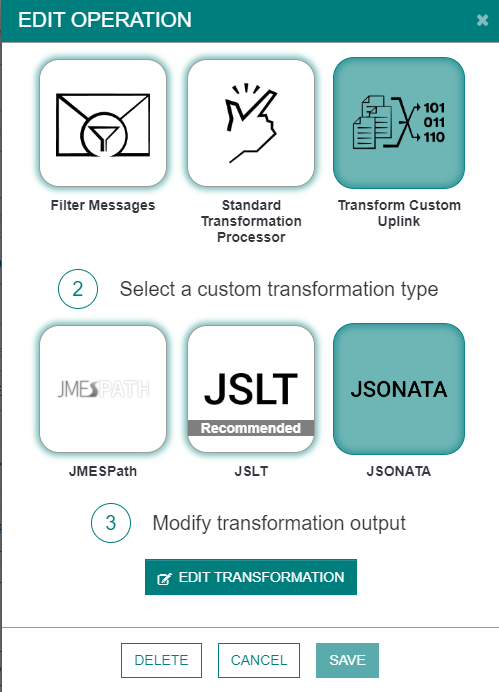 EDIT OPERATION
✖
101
011
110
Filter Messages
Standard
Transformation
Processor
Transform Custom
Uplink
2 Select a custom transformation type
JMESPATH
JSLT
Recommended
JSONATA
JMESPath
JSLT
JSONATA
3 Modify transformation output
EDIT TRANSFORMATION
DELETE
CANCEL
SAVE